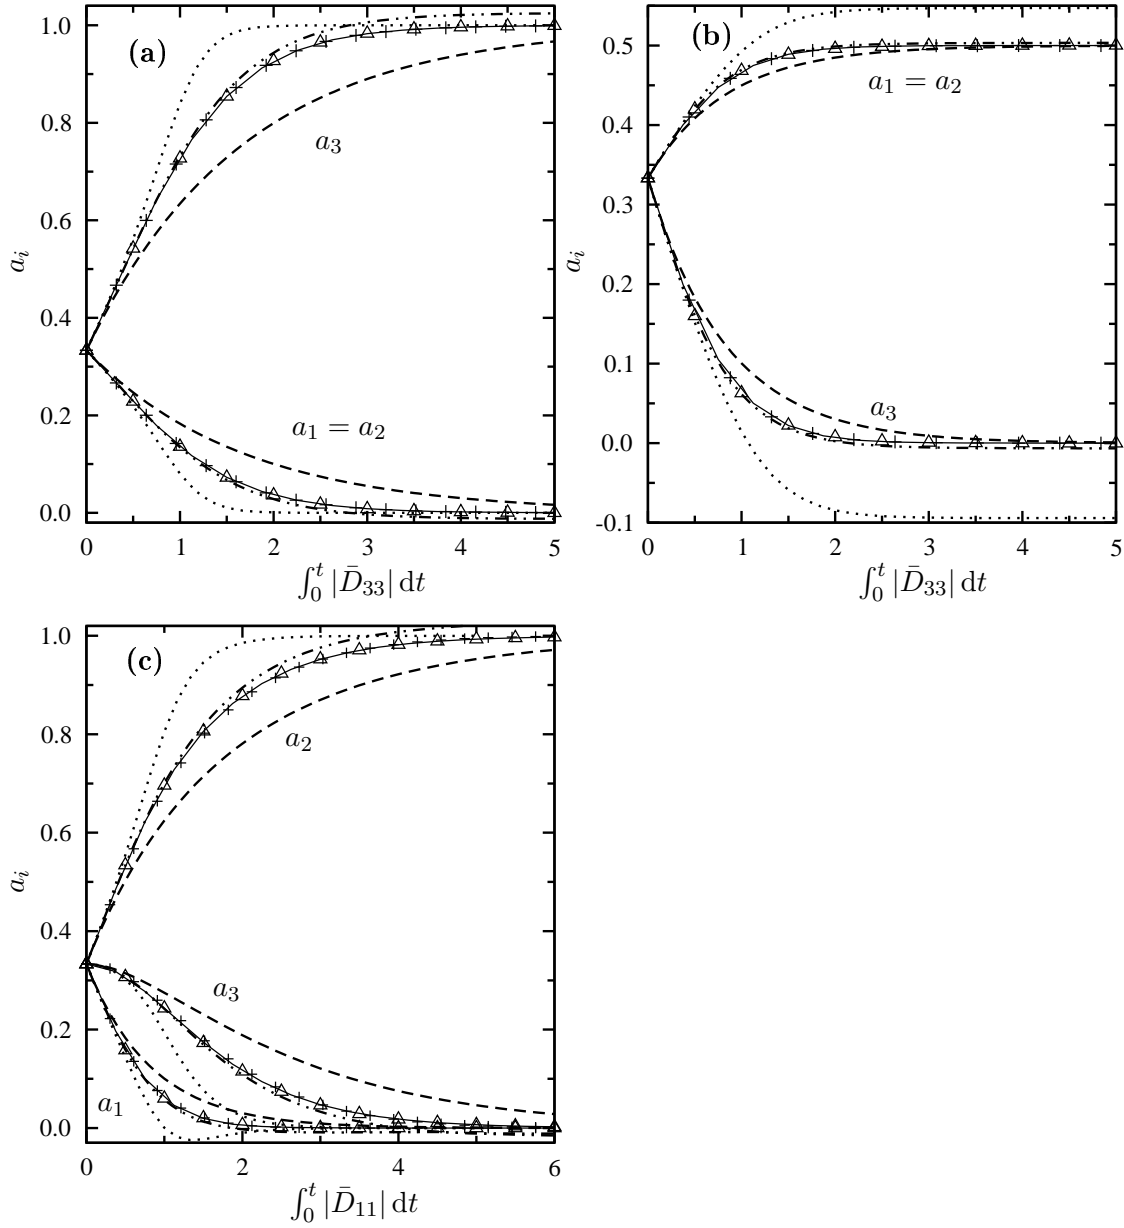 (a)
1.0
0.8
0.6
0.4
0.2
0.0
a_i
a_3
a_1 = a_2
0 1 2 3 4 5
∫_0^t |D̄_33| dt
(b)
0.5
0.4
0.3
0.2
0.1
0.0
-0.1
a_i
a_1 = a_2
a_3
0 1 2 3 4 5
∫_0^t |D̄_33| dt
(c)
1.0
0.8
0.6
0.4
0.2
0.0
a_i
a_2
a_3
a_1
0 2 4 6
∫_0^t |D̄_11| dt